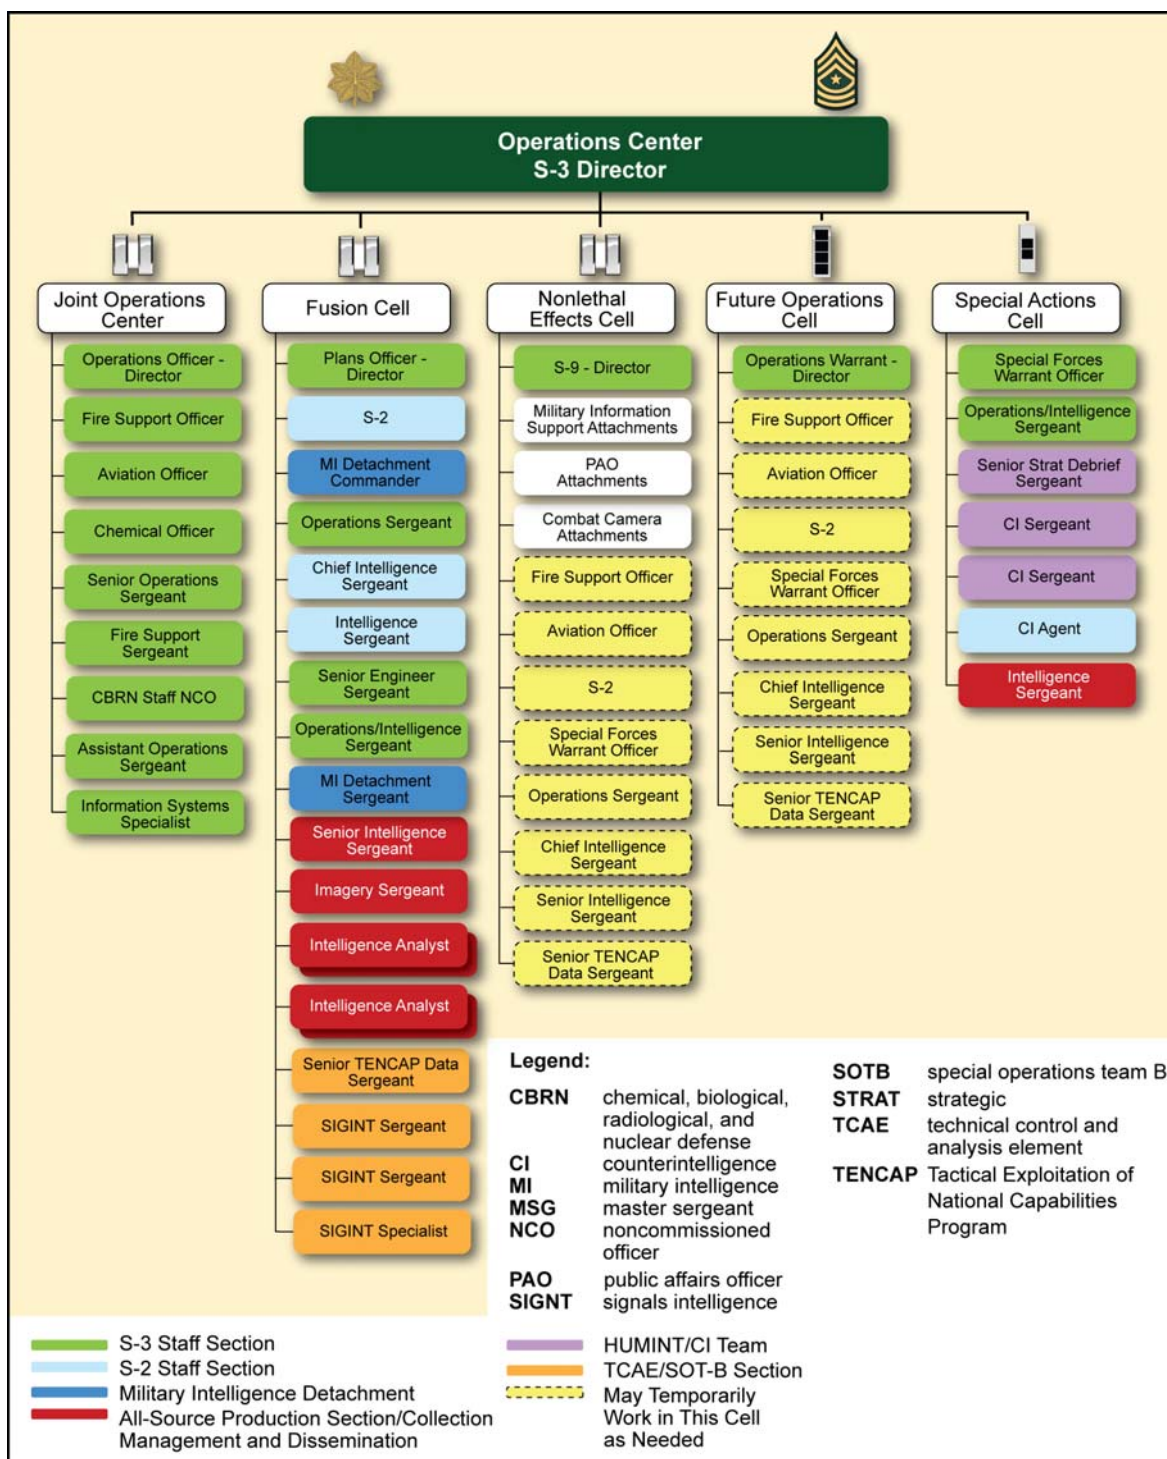 Operations Center
S-3 Director
Joint Operations
Center
Operations Officer -
Director
Fire Support Officer
Aviation Officer
Chemical Officer
Senior Operations
Sergeant
Fire Support
Sergeant
CBRN Staff NCO
Assistant Operations
Sergeant
Information Systems
Specialist
Fusion Cell
Plans Officer -
Director
S-2
MI Detachment
Commander
Operations Sergeant
Chief Intelligence
Sergeant
Intelligence
Sergeant
Senior Engineer
Sergeant
Operations/Intelligence
Sergeant
MI Detachment
Sergeant
Senior Intelligence
Sergeant
Imagery Sergeant
Intelligence Analyst
Intelligence Analyst
Senior TENCAP Data
Sergeant
SIGINT Sergeant
SIGINT Sergeant
SIGINT Specialist
Nonlethal
Effects Cell
S-9 - Director
Military Information
Support Attachments
PAO
Attachments
Combat Camera
Attachments
Fire Support Officer
Aviation Officer
S-2
Special Forces
Warrant Officer
Operations Sergeant
Chief Intelligence
Sergeant
Senior Intelligence
Sergeant
Senior TENCAP
Data Sergeant
Future Operations
Cell
Operations Warrant -
Director
Fire Support Officer
Aviation Officer
S-2
Special Forces
Warrant Officer
Operations Sergeant
Chief Intelligence
Sergeant
Senior Intelligence
Sergeant
Senior TENCAP
Data Sergeant
Special Actions
Cell
Special Forces
Warrant Officer
Operations/Intelligence
Sergeant
Senior Strat Debrief
Sergeant
CI Sergeant
CI Sergeant
CI Agent
Intelligence
Sergeant
Legend:
CBRN chemical, biological,
radiological, and
nuclear defense
CI counterintelligence
MI military intelligence
MSG master sergeant
NCO noncommissioned
officer
PAO public affairs officer
SIGNT signals intelligence
SOTB special operations team B
STRAT strategic
TCAE technical control and
analysis element
TENCAP Tactical Exploitation of
National Capabilities
Program
S-3 Staff Section
S-2 Staff Section
Military Intelligence Detachment
All-Source Production Section/Collection
Management and Dissemination
HUMINT/CI Team
TCAE/SOT-B Section
May Temporarily
Work in This Cell
as Needed